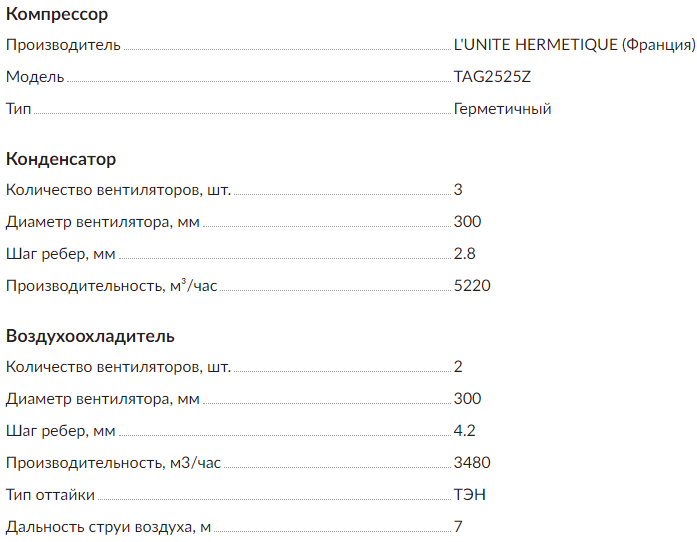 Компрессор
Производитель L'UNITE HERMETIQUE (Франция)
Модель TAG2525Z
Тип Герметичный
Конденсатор
Количество вентиляторов, шт. 3
Диаметр вентилятора, мм 300
Шаг ребер, мм 2.8
Производительность, м³/час 5220
Воздухоохладитель
Количество вентиляторов, шт. 2
Диаметр вентилятора, мм 300
Шаг ребер, мм 4.2
Производительность, м3/час 3480
Тип оттайки ТЭН
Дальность струи воздуха, м 7